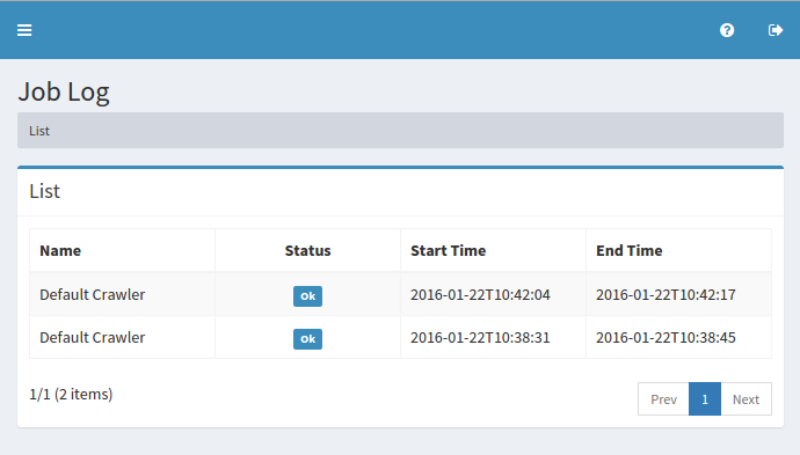 Job Log
List
List
Name Status Start Time End Time
Default Crawler Ok 2016-01-22T10:42:04 2016-01-22T10:42:17
Default Crawler Ok 2016-01-22T10:38:31 2016-01-22T10:38:45
1/1 (2 items) Prev 1 Next